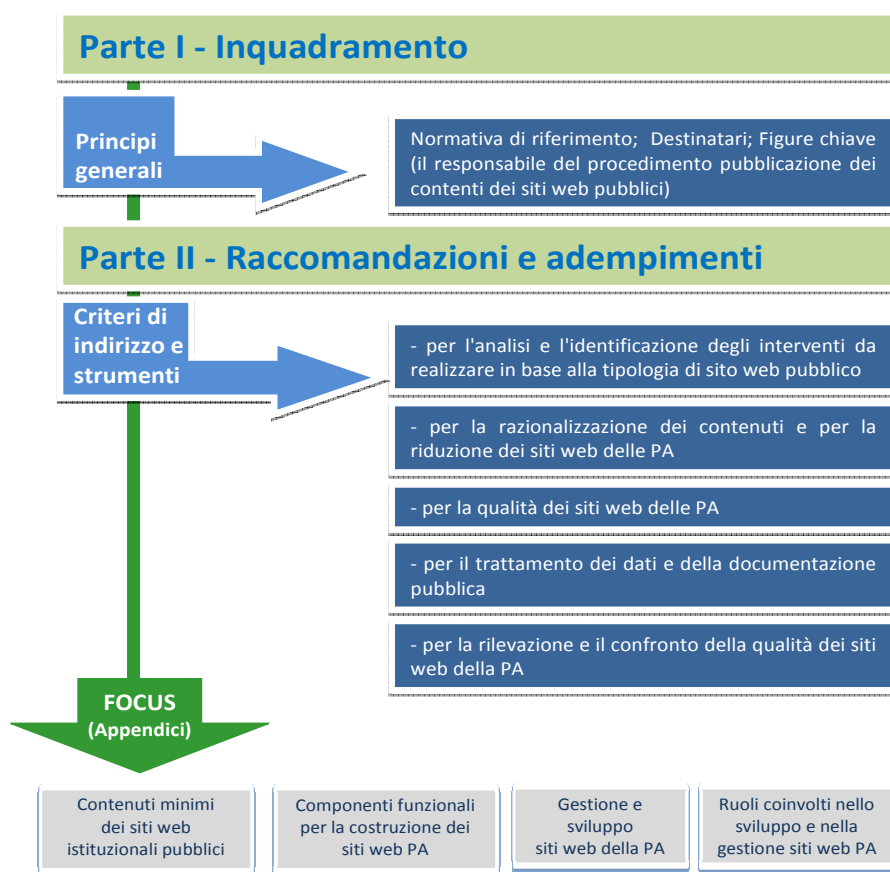 Parte I - Inquadramento
Principi
generali
Normativa di riferimento; Destinatari; Figure chiave
(il responsabile del procedimento pubblicazione dei
contenti dei siti web pubblici)
Parte II - Raccomandazioni e adempimenti
Criteri di
indirizzo e
strumenti
- per l'analisi e l'identificazione degli interventi da
realizzare in base alla tipologia di sito web pubblico
- per la razionalizzazione dei contenuti e per la
riduzione dei siti web delle PA
- per la qualità dei siti web delle PA
- per il trattamento dei dati e della documentazione
pubblica
- per la rilevazione e il confronto della qualità dei siti
web della PA
FOCUS
(Appendici)
Contenuti minimi
dei siti web
istituzionali pubblici
Componenti funzionali
per la costruzione dei
siti web PA
Gestione e
sviluppo
siti web della PA
Ruoli coinvolti nello
sviluppo e nella
gestione siti web PA